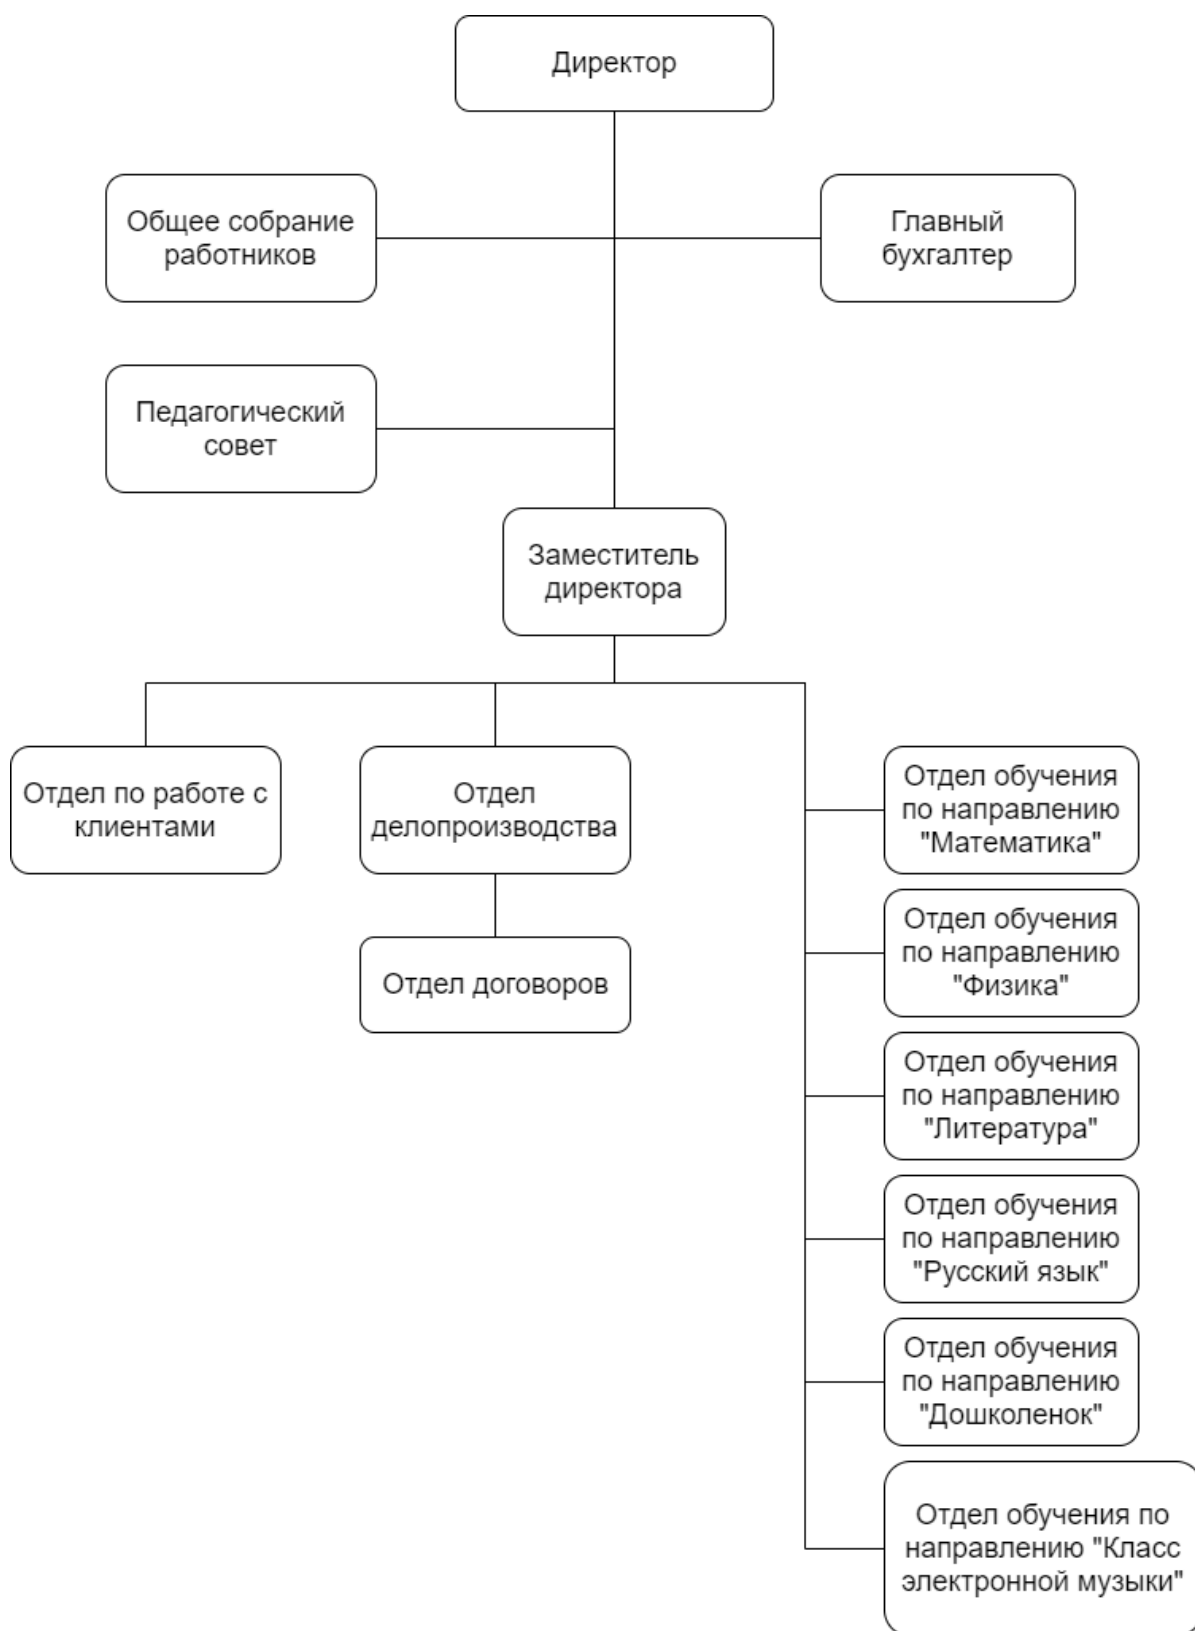 Директор
Общее собрание
работников
Главный
бухгалтер
Педагогический
совет
Заместитель
директора
Отдел по работе с
клиентами
Отдел
делопроизводства
Отдел договоров
Отдел обучения
по направлению
"Математика"
Отдел обучения
по направлению
"Физика"
Отдел обучения
по направлению
"Литература"
Отдел обучения
по направлению
"Русский язык"
Отдел обучения
по направлению
"Дошколенок"
Отдел обучения по
направлению "Класс
электронной музыки"